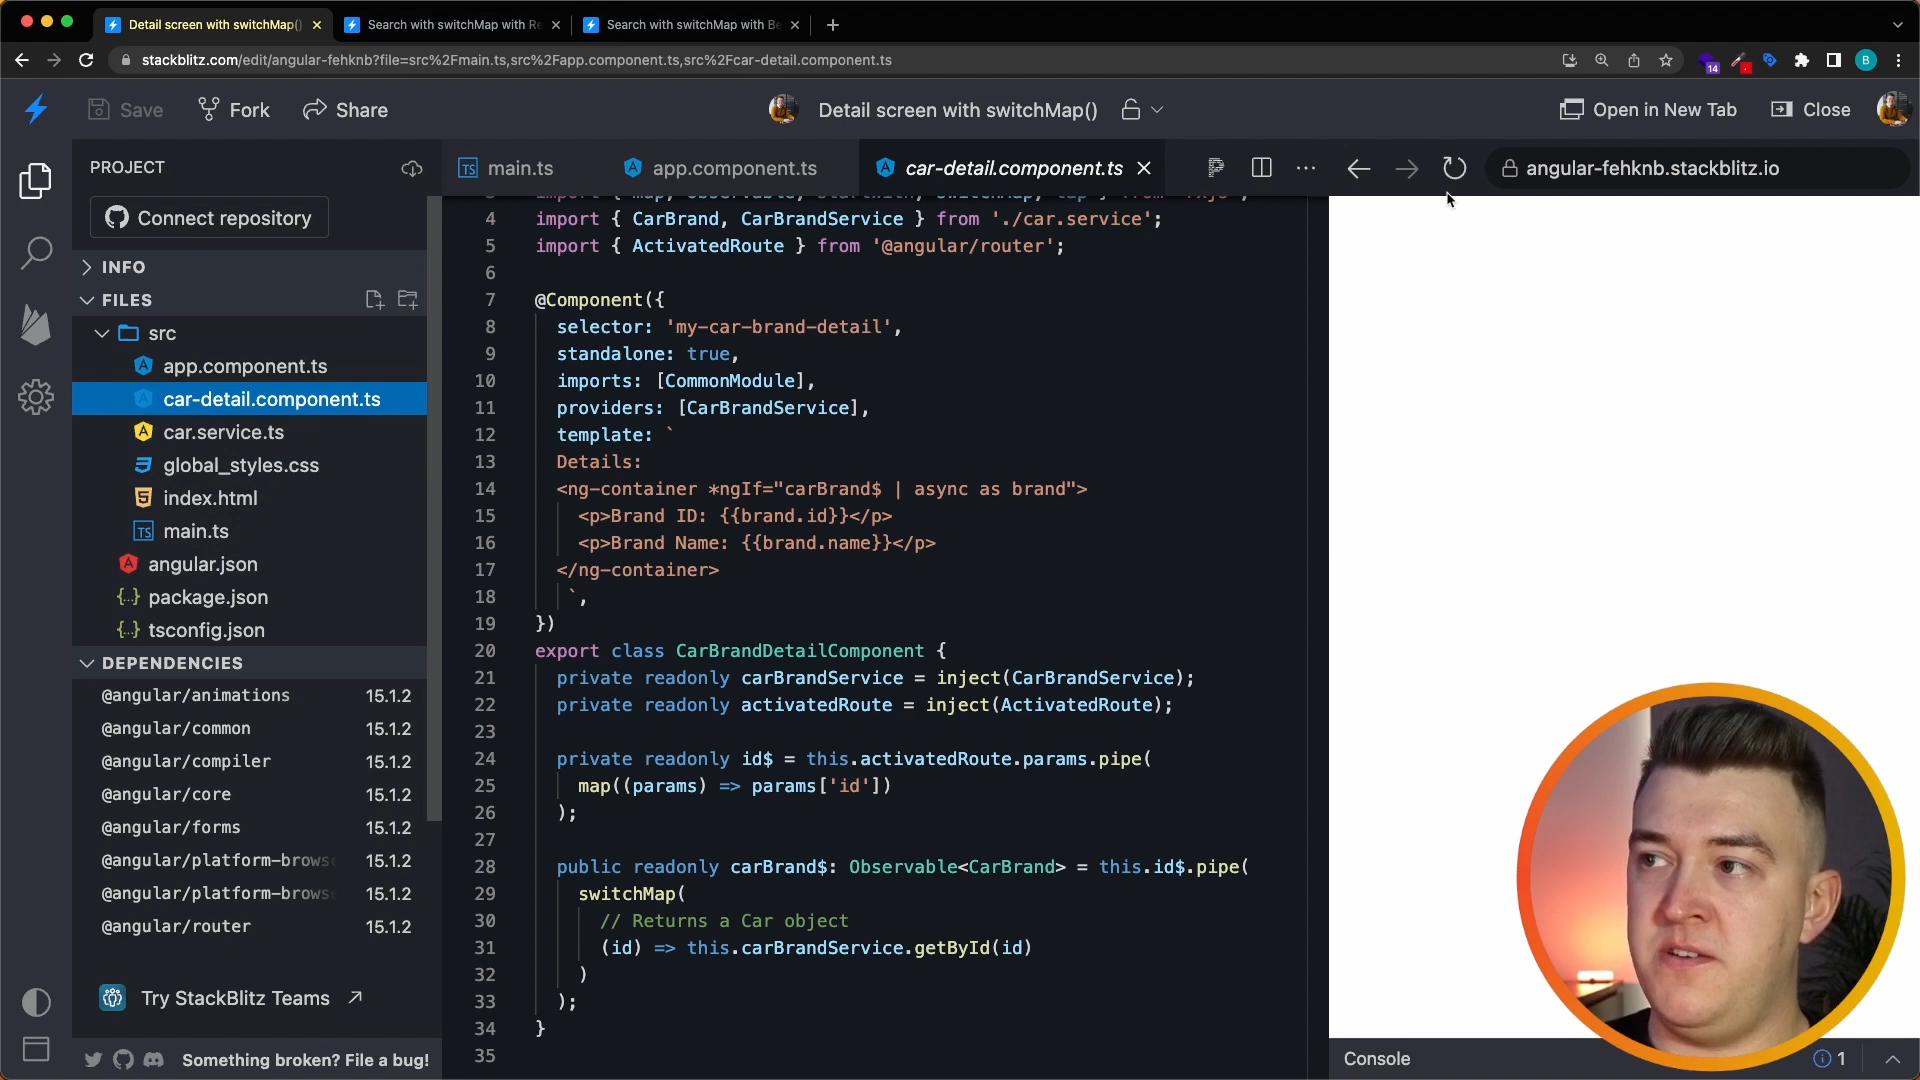 Detail screen with switchMap()
Search with switchMap with Re
Search with switchMap with Be
stackblitz.com/edit/angular-fehknb?file=src%2Fmain.ts,src%2Fapp.component.ts,src%2Fcar-detail.component.ts
14
B
Save
Fork
Share
Detail screen with switchMap()
Open in New Tab
Close
PROJECT
Connect repository
INFO
FILES
src
app.component.ts
car-detail.component.ts
car.service.ts
global_styles.css
index.html
TS main.ts
angular.json
{..} package.json
{..} tsconfig.json
DEPENDENCIES
@angular/animations 15.1.2
@angular/common 15.1.2
@angular/compiler 15.1.2
@angular/core 15.1.2
@angular/forms 15.1.2
@angular/platform-browse 15.1.2
@angular/platform-browse 15.1.2
@angular/router 15.1.2
Try StackBlitz Teams
Something broken? File a bug!
TS main.ts
app.component.ts
car-detail.component.ts
angular-fehknb.stackblitz.io
4 import { CarBrand, CarBrandService } from './car.service';
5 import { ActivatedRoute } from '@angular/router';
6
7 @Component({
8 selector: 'my-car-brand-detail',
9 standalone: true,
10 imports: [CommonModule],
11 providers: [CarBrandService],
12 template: `
13 Details:
14 <ng-container *ngIf="carBrand$ | async as brand">
15 <p>Brand ID: {{brand.id}}</p>
16 <p>Brand Name: {{brand.name}}</p>
17 </ng-container>
18 `,
19 })
20 export class CarBrandDetailComponent {
21 private readonly carBrandService = inject(CarBrandService);
22 private readonly activatedRoute = inject(ActivatedRoute);
23
24 private readonly id$ = this.activatedRoute.params.pipe(
25 map((params) => params['id'])
26 );
27
28 public readonly carBrand$: Observable<CarBrand> = this.id$.pipe(
29 switchMap(
30 // Returns a Car object
31 (id) => this.carBrandService.getById(id)
32 )
33 );
34 }
35
Console
1